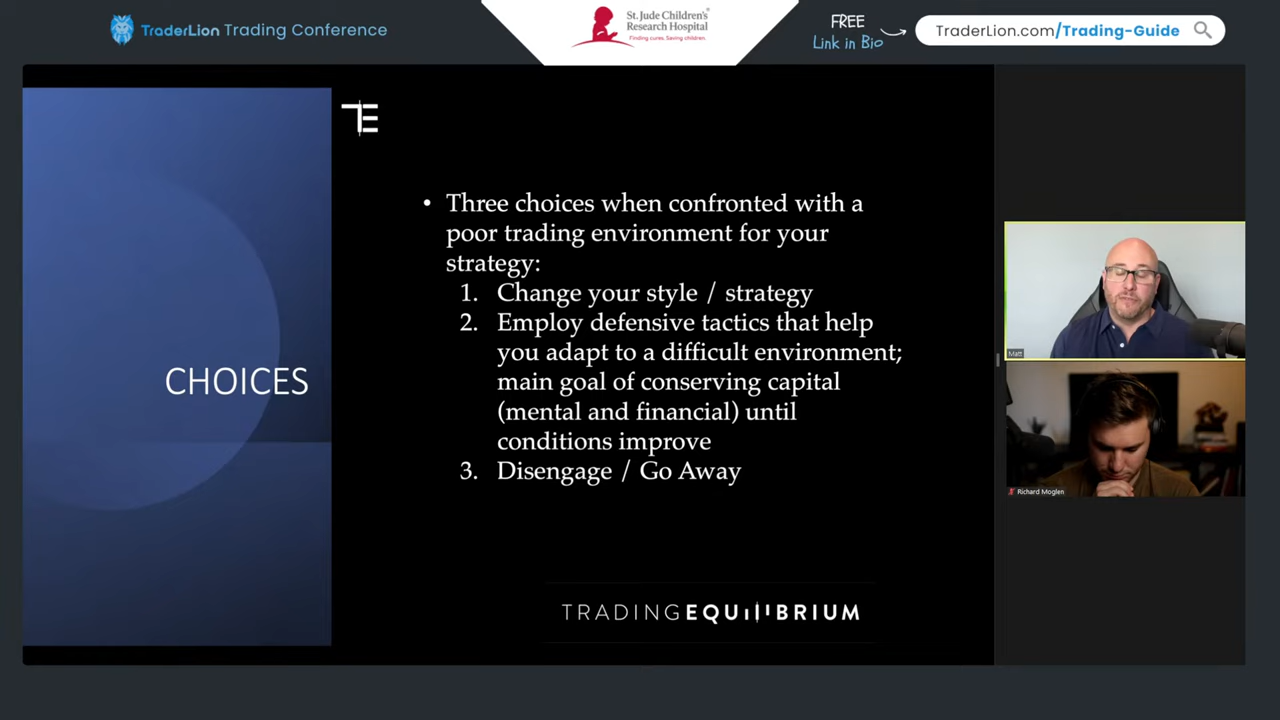 TraderLion Trading Conference
St. Jude Children's
Research Hospital
Finding cures. Saving children.
FREE
Link in Bio
TraderLion.com/Trading-Guide
TE
CHOICES
• Three choices when confronted with a
poor trading environment for your
strategy:
1. Change your style / strategy
2. Employ defensive tactics that help
you adapt to a difficult environment;
main goal of conserving capital
(mental and financial) until
conditions improve
3. Disengage / Go Away
TRADINGEQUILIBRIUM
Matt
Richard Moglen